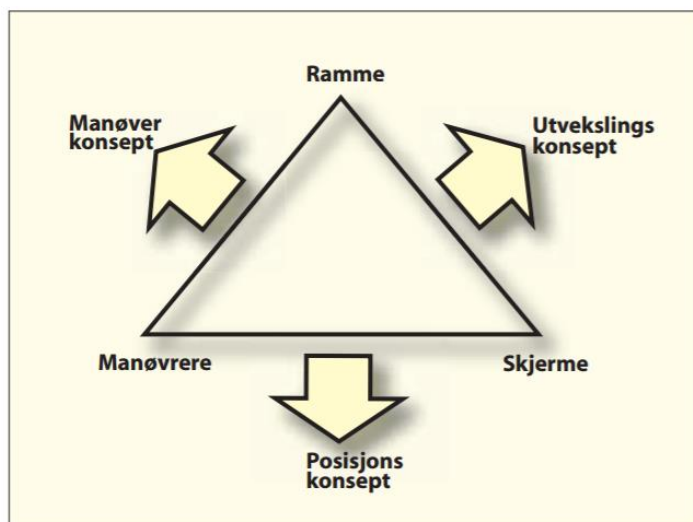 Ramme
Manøver
konsept
Utvekslings
konsept
Manøvrere
Skjerme
Posisjons
konsept